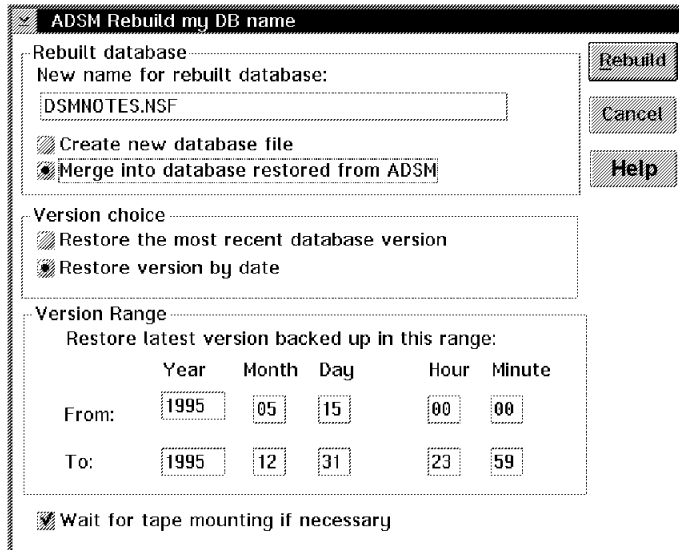 ADSM Rebuild my DB name
Rebuilt database
New name for rebuilt database:
DSMNOTES.NSF
Create new database file
Merge into database restored from ADSM
Rebuild
Cancel
Help
Version choice
Restore the most recent database version
Restore version by date
Version Range
Restore latest version backed up in this range:
Year Month Day Hour Minute
From: 1995 05 15 00 00
To: 1995 12 31 23 59
Wait for tape mounting if necessary